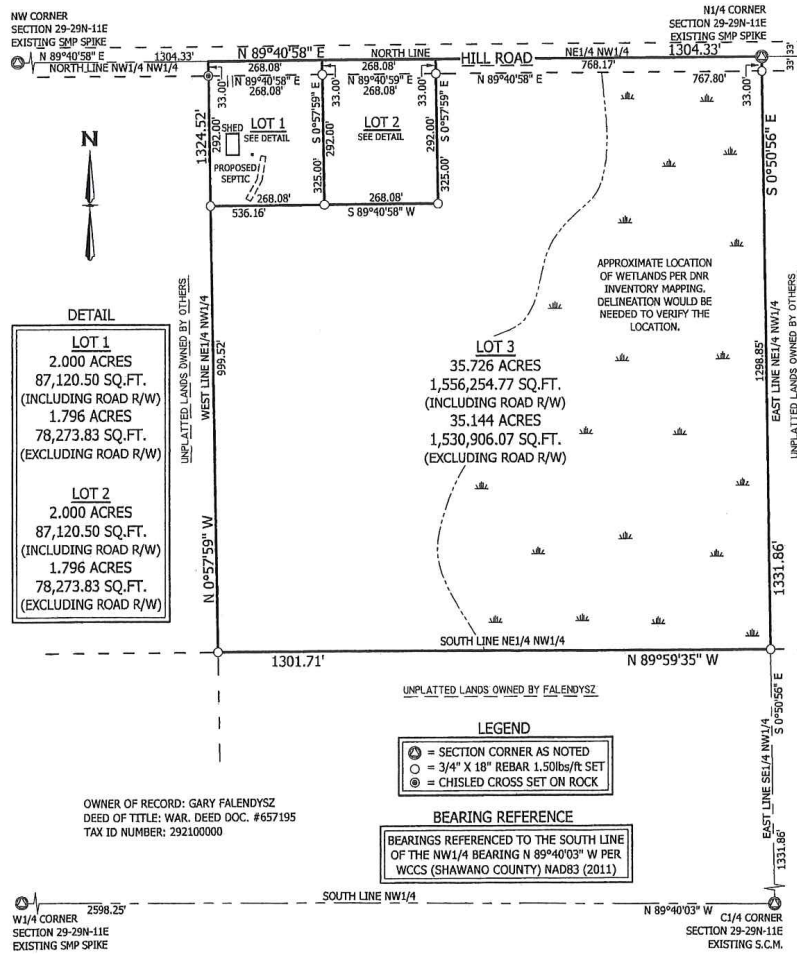 NW CORNER
SECTION 29-29N-11E
EXISTING SMP SPIKE
N1/4 CORNER
SECTION 29-29N-11E
EXISTING SMP SPIKE
N 89°40'58" E
1304.33'
N 89°40'58" E
NORTH LINE
HILL ROAD
NE1/4 NW1/4
1304.33'
33'
33'
NORTH LINE NW1/4 NW1/4
268.08'
268.08'
768.17'
N 89°40'58" E
268.08'
N 89°40'59" E
268.08'
N 89°40'58" E
767.80'
33.00'
33.00'
33.00'
33.00'
1324.52'
292.00'
SHED
LOT 1
SEE DETAIL
PROPOSED
SEPTIC
S 0°57'59" E
292.00'
325.00'
LOT 2
SEE DETAIL
S 0°57'59" E
292.00'
325.00'
268.08'
268.08'
536.16'
S 89°40'58" W
S 0°50'56" E
N
APPROXIMATE LOCATION
OF WETLANDS PER DNR
INVENTORY MAPPING.
DELINEATION WOULD BE
NEEDED TO VERIFY THE
LOCATION.
UNPLATTED LANDS OWNED BY OTHERS
WEST LINE NE1/4 NW1/4
999.52'
N 0°57'59" W
1298.85'
EAST LINE NE1/4 NW1/4
UNPLATTED LANDS OWNED BY OTHERS
1331.86'
DETAIL
LOT 1
2.000 ACRES
87,120.50 SQ.FT.
(INCLUDING ROAD R/W)
1.796 ACRES
78,273.83 SQ.FT.
(EXCLUDING ROAD R/W)
LOT 2
2.000 ACRES
87,120.50 SQ.FT.
(INCLUDING ROAD R/W)
1.796 ACRES
78,273.83 SQ.FT.
(EXCLUDING ROAD R/W)
LOT 3
35.726 ACRES
1,556,254.77 SQ.FT.
(INCLUDING ROAD R/W)
35.144 ACRES
1,530,906.07 SQ.FT.
(EXCLUDING ROAD R/W)
SOUTH LINE NE1/4 NW1/4
1301.71'
N 89°59'35" W
UNPLATTED LANDS OWNED BY FALENDYSZ
S 0°50'56" E
EAST LINE SE1/4 NW1/4
1331.86'
LEGEND
= SECTION CORNER AS NOTED
= 3/4" X 18" REBAR 1.50lbs/ft SET
= CHISLED CROSS SET ON ROCK
OWNER OF RECORD: GARY FALENDYSZ
DEED OF TITLE: WAR. DEED DOC. #657195
TAX ID NUMBER: 292100000
BEARING REFERENCE
BEARINGS REFERENCED TO THE SOUTH LINE
OF THE NW1/4 BEARING N 89°40'03" W PER
WCCS (SHAWANO COUNTY) NAD83 (2011)
SOUTH LINE NW1/4
2598.25'
N 89°40'03" W
W1/4 CORNER
SECTION 29-29N-11E
EXISTING SMP SPIKE
C1/4 CORNER
SECTION 29-29N-11E
EXISTING S.C.M.